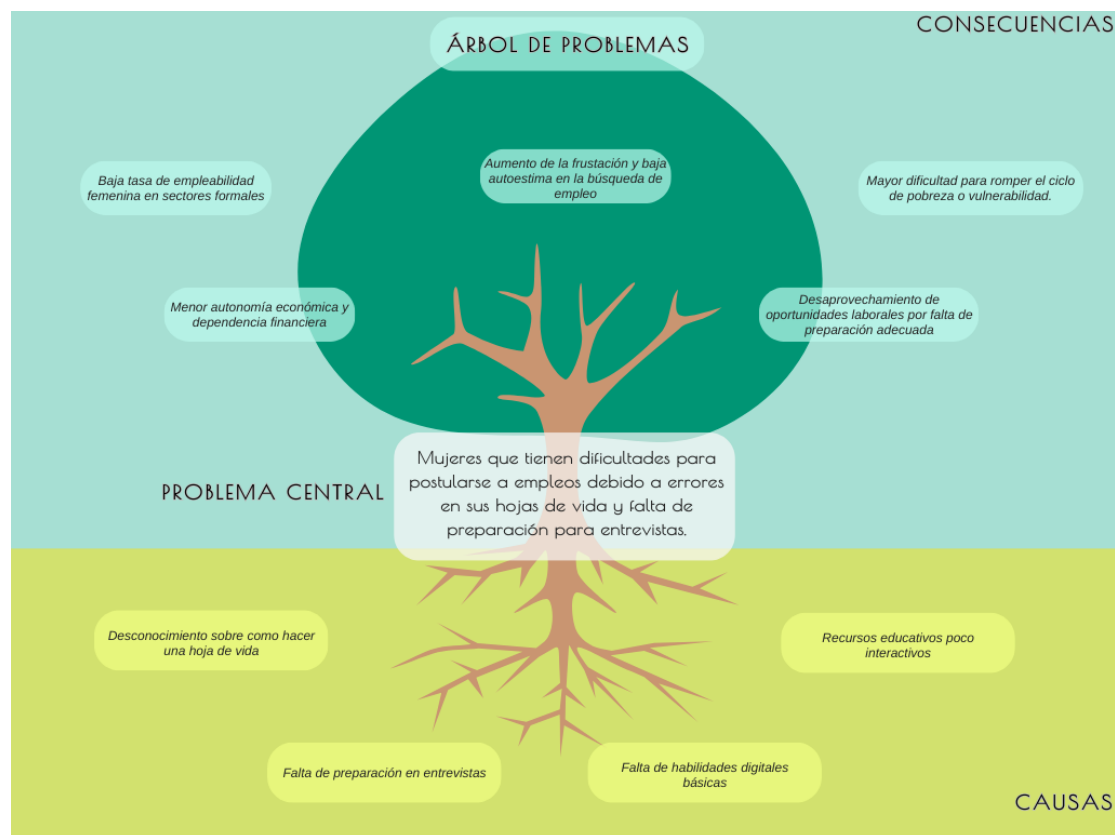 CONSECUENCIAS
ÁRBOL DE PROBLEMAS
Aumento de la frustación y baja
autoestima en la búsqueda de
empleo
Baja tasa de empleabilidad
femenina en sectores formales
Mayor dificultad para romper el ciclo
de pobreza o vulnerabilidad.
Menor autonomía económica y
dependencia financiera
Desaprovechamiento de
oportunidades laborales por falta de
preparación adecuada
PROBLEMA CENTRAL
Mujeres que tienen dificultades para
postularse a empleos debido a errores
en sus hojas de vida y falta de
preparación para entrevistas.
Desconocimiento sobre como hacer
una hoja de vida
Recursos educativos poco
interactivos
Falta de preparación en entrevistas
Falta de habilidades digitales
básicas
CAUSAS